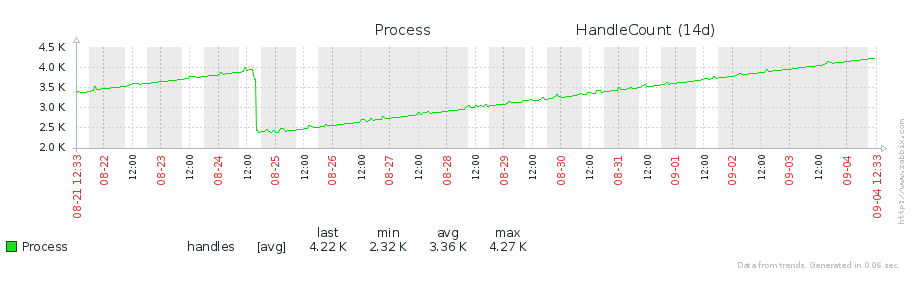 Process HandleCount (14d)
4.5 K
4.0 K
3.5 K
3.0 K
2.5 K
2.0 K
08-21 12:33
08-22
12:00
08-23
12:00
08-24
12:00
08-25
12:00
08-26
12:00
08-27
12:00
08-28
12:00
08-29
12:00
08-30
12:00
08-31
12:00
09-01
12:00
09-02
12:00
09-03
12:00
09-04
09-04 12:33
http://www.zabbix.com
last min avg max
Process handles [avg] 4.22 K 2.32 K 3.36 K 4.27 K
Data from trends. Generated in 0.06 sec.